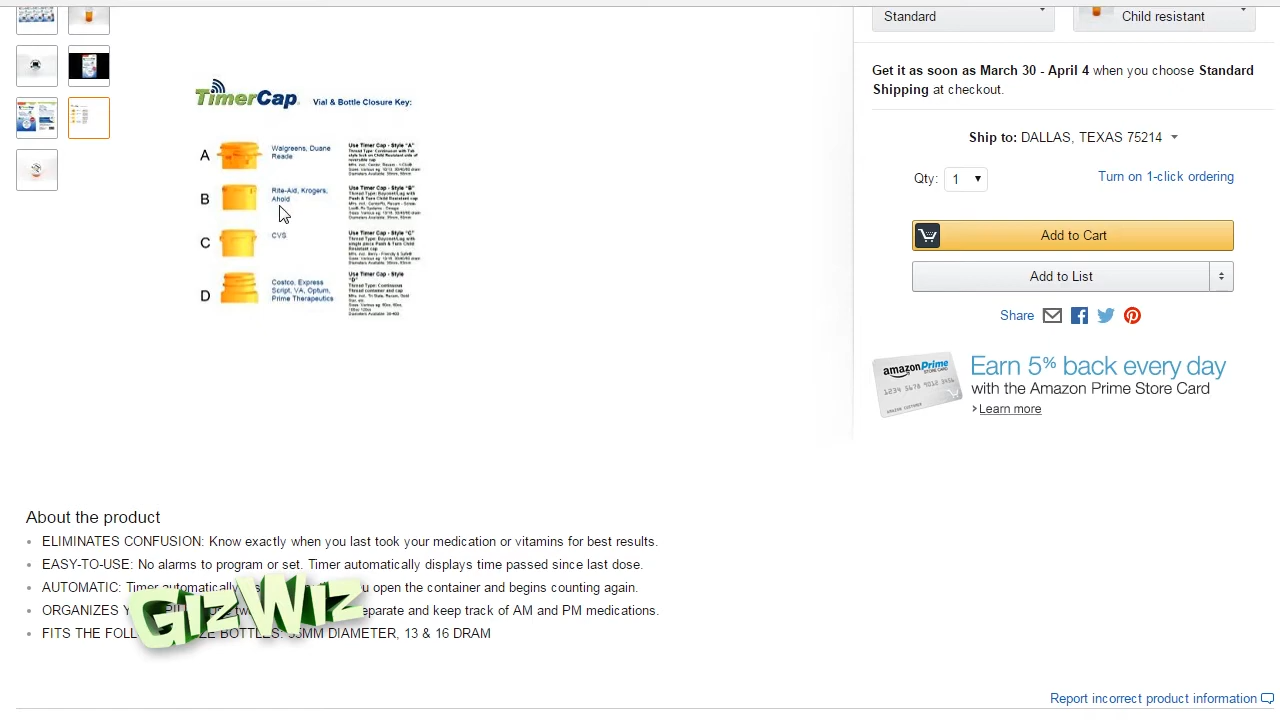 Standard
Child resistant
Get it as soon as March 30 - April 4 when you choose Standard
Shipping at checkout.
Ship to: DALLAS, TEXAS 75214
Qty: 1
Turn on 1-click ordering
Add to Cart
Add to List
Share
amazonPrime
STORE CARD
Earn 5% back every day
with the Amazon Prime Store Card
Learn more
TimerCap
Vial & Bottle Closure Key:
A
Walgreens, Duane
Reade
Use Timer Cap - Style "A"
B
Rite-Aid, Krogers,
Ahold
Use Timer Cap - Style "B"
C
CVS
Use Timer Cap - Style "C"
D
Costco, Express
Script, VA, Optum,
Prime Therapeutics
Use Timer Cap - Style
"D"
About the product
ELIMINATES CONFUSION: Know exactly when you last took your medication or vitamins for best results.
EASY-TO-USE: No alarms to program or set. Timer automatically displays time passed since last dose.
AUTOMATIC: Timer automatically open the container and begins counting again.
ORGANIZES and keep track of AM and PM medications.
FITS THE BOTTLES: DIAMETER, 13 & 16 DRAM
GizWiz
Report incorrect product information